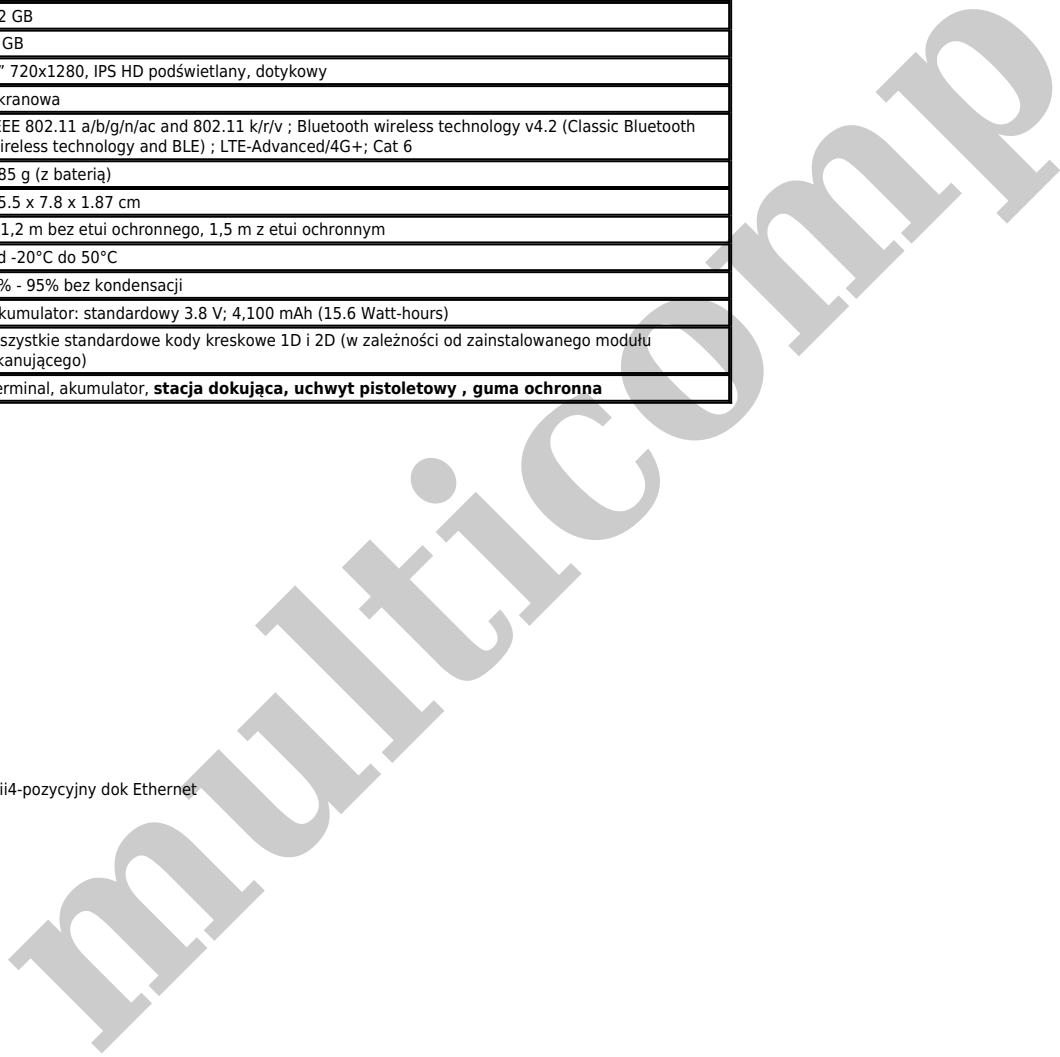 2 GB
GB
” 720x1280, IPS HD podświetlany, dotykowy
kranowa
EEE 802.11 a/b/g/n/ac and 802.11 k/r/v ; Bluetooth wireless technology v4.2 (Classic Bluetooth
ireless technology and BLE) ; LTE-Advanced/4G+; Cat 6
85 g (z baterią)
5.5 x 7.8 x 1.87 cm
1,2 m bez etui ochronnego, 1,5 m z etui ochronnym
d -20°C do 50°C
% - 95% bez kondensacji
kumulator: standardowy 3.8 V; 4,100 mAh (15.6 Watt-hours)
szystkie standardowe kody kreskowe 1D i 2D (w zależności od zainstalowanego modułu
kanującego)
erminal, akumulator, stacja dokująca, uchwyt pistoletowy , guma ochronna
multicomp
ii4-pozycyjny dok Ethernet